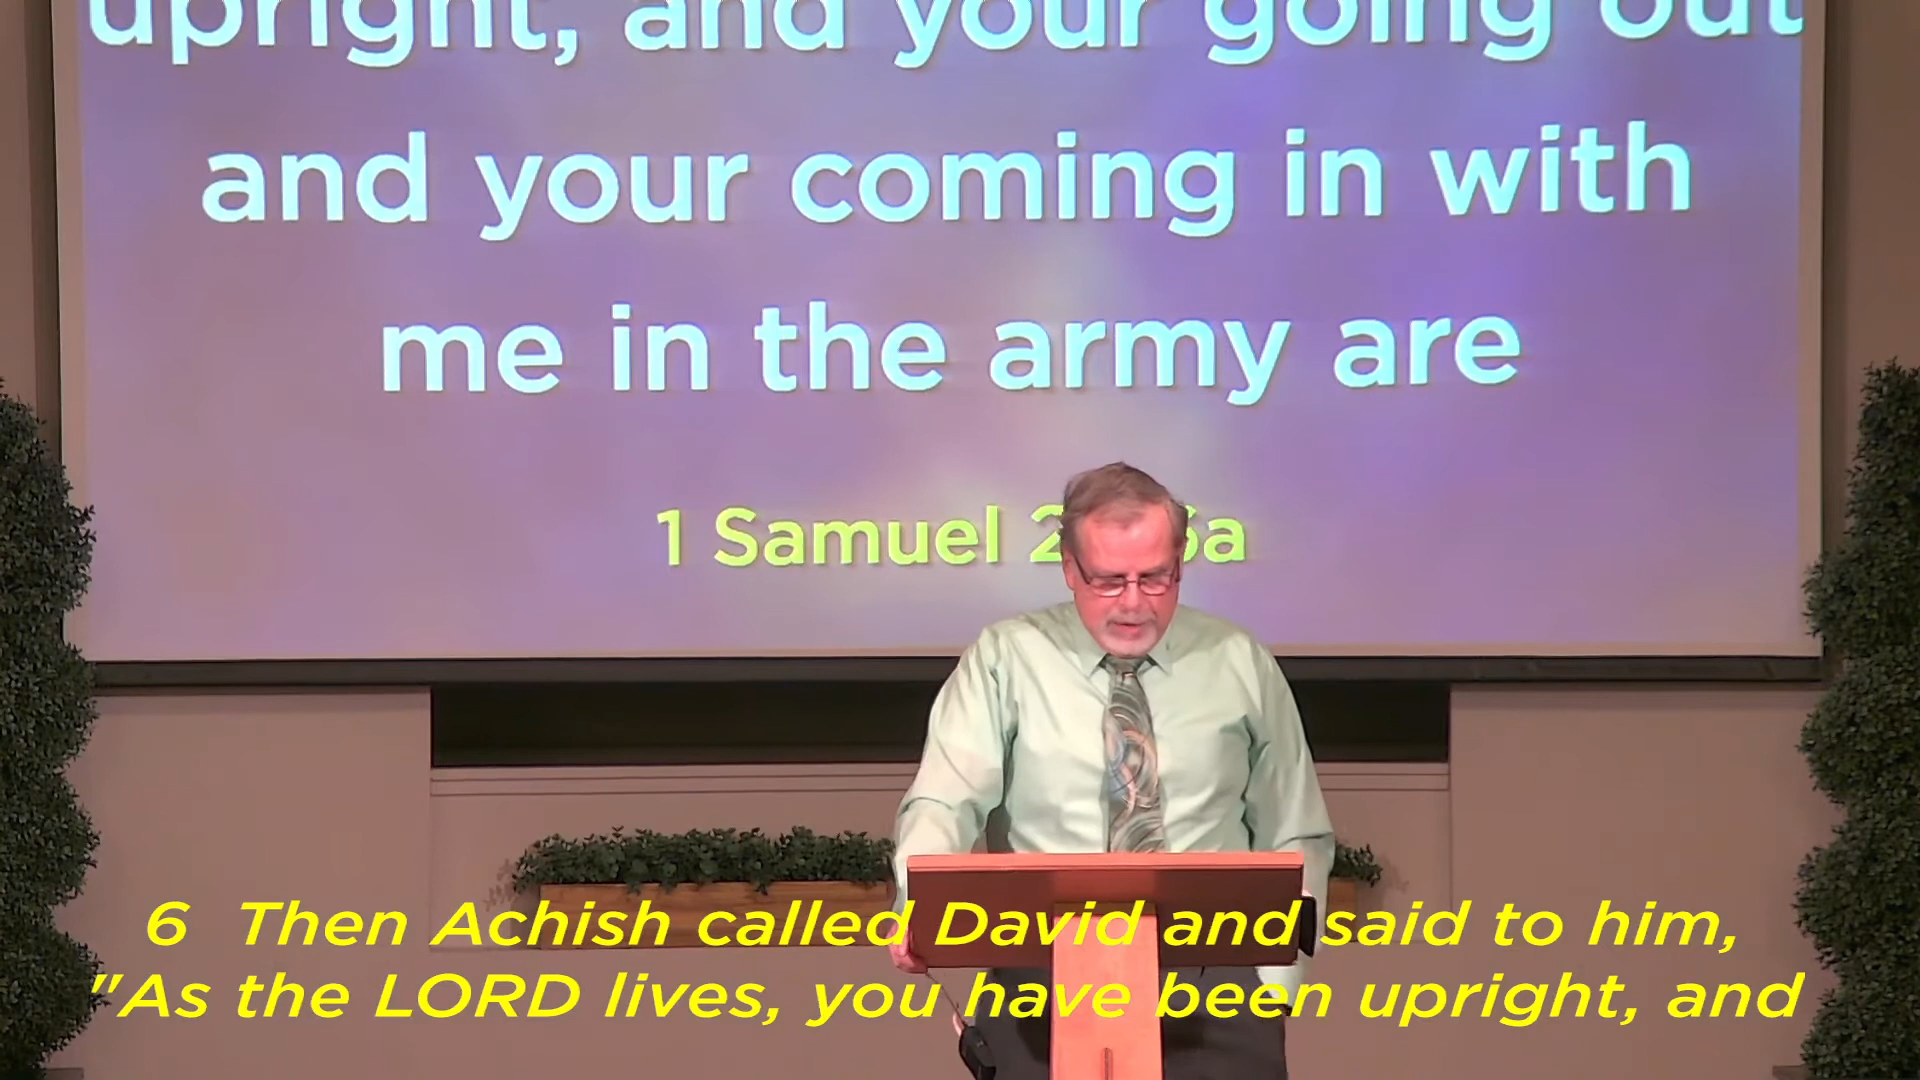 upright, and your going out
and your coming in with
me in the army are
1 Samuel
6 Then Achish called David and said to him,
"As the LORD lives, you have been upright, and